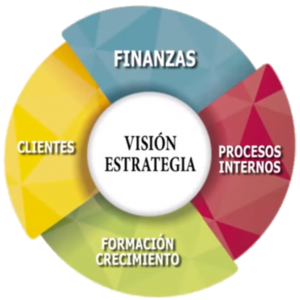 FINANZAS
CLIENTES
VISIÓN
ESTRATEGIA
PROCESOS
INTERNOS
FORMACIÓN
CRECIMIENTO